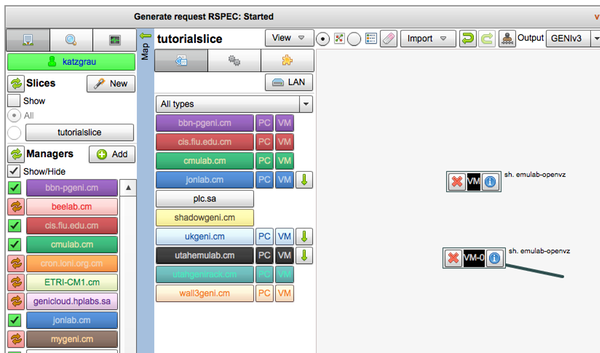 Generate request RSPEC: Started
v
Map
katzgrau
Slices
New
Show
All
tutorialslice
Managers
Add
Show/Hide
bbn-pgeni.cm
beelab.cm
cis.fiu.edu.cm
cmulab.cm
cron.loni.org.cm
ETRI-CM1.cm
genicloud.hplabs.sa
jonlab.cm
mygeni.cm
tutorialslice
View
Import
Output
GENIv3
LAN
All types
bbn-pgeni.cm PC VM
cis.fiu.edu.cm PC VM
cmulab.cm PC VM
jonlab.cm PC VM
plc.sa
shadowgeni.cm
ukgeni.cm PC VM
utahemulab.cm PC VM
utahgenirack.cm PC VM
wall3geni.cm PC VM
VM
sh. emulab-openvz
VM-0
sh. emulab-openvz